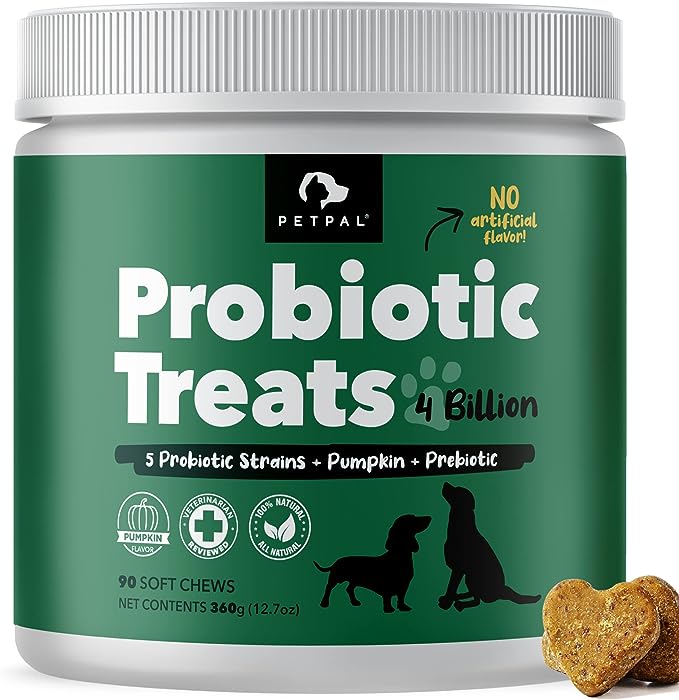 PETPAL®
NO
artificial
flavor!
Probiotic
Treats
4 Billion
5 Probiotic Strains + Pumpkin + Prebiotic
PUMPKIN
FLAVOR
VETERINARIAN
REVIEWED
100% NATURAL
ALL NATURAL
90 SOFT CHEWS
NET CONTENTS 360g (12.7oz)